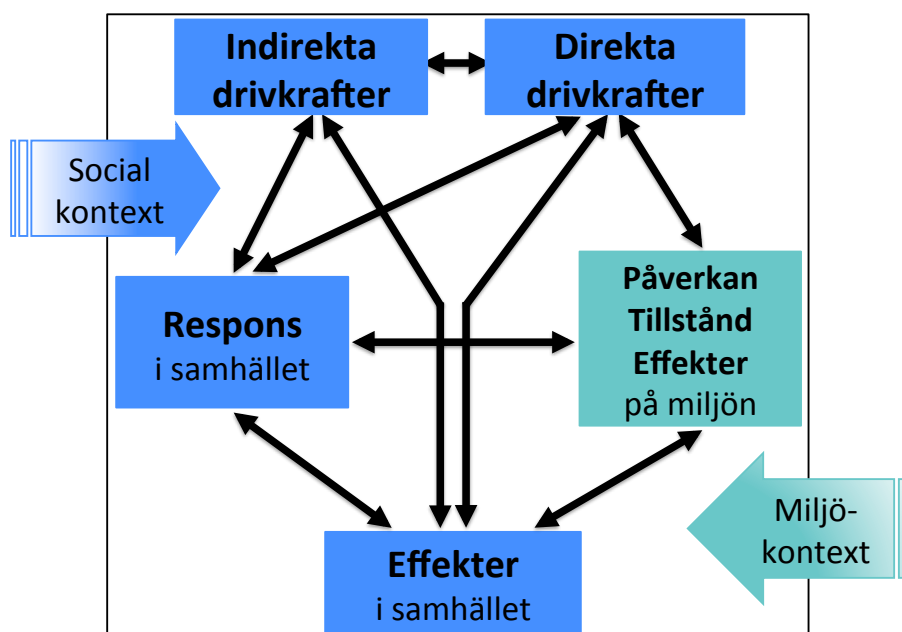 Indirekta
drivkrafter
Direkta
drivkrafter
Social
kontext
Respons
i samhället
Påverkan
Tillstånd
Effekter
på miljön
Miljö-
kontext
Effekter
i samhället